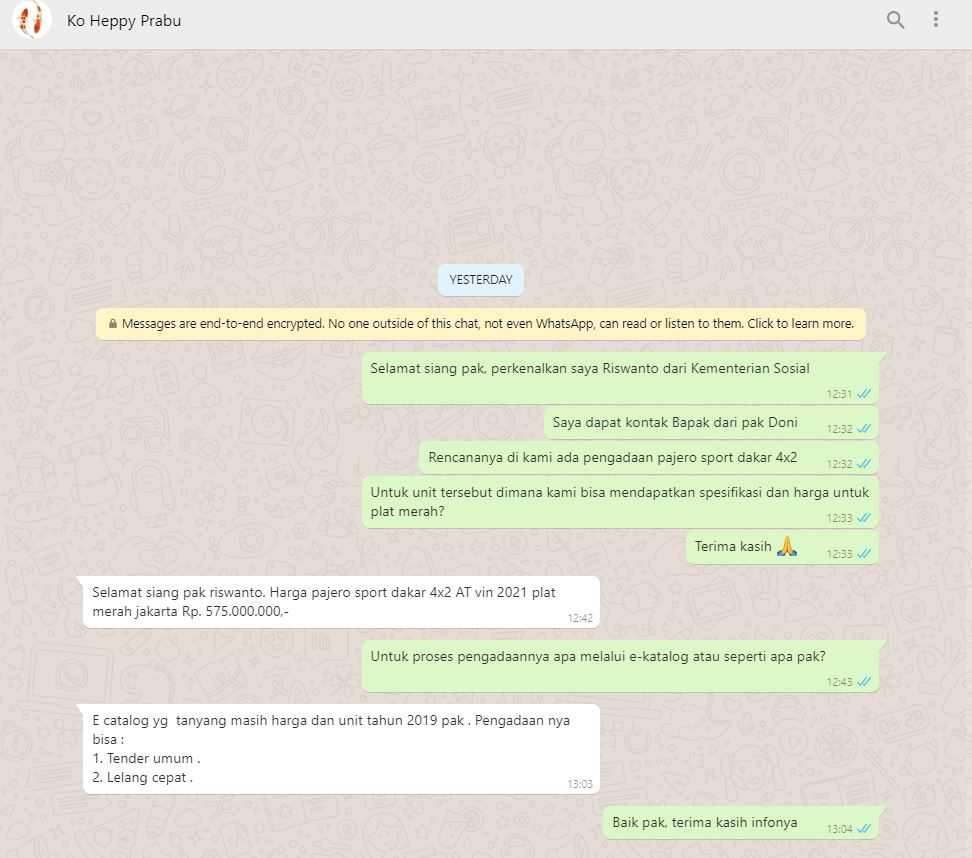 Ko Heppy Prabu
YESTERDAY
Messages are end-to-end encrypted. No one outside of this chat, not even WhatsApp, can read or listen to them. Click to learn more.
Selamat siang pak, perkenalkan saya Riswanto dari Kementerian Sosial
12:31
Saya dapat kontak Bapak dari pak Doni
12:32
Rencananya di kami ada pengadaan pajero sport dakar 4x2
12:32
Untuk unit tersebut dimana kami bisa mendapatkan spesifikasi dan harga untuk
plat merah?
12:33
Terima kasih 🙏
12:33
Selamat siang pak riswanto. Harga pajero sport dakar 4x2 AT vin 2021 plat
merah jakarta Rp. 575.000.000,-
12:42
Untuk proses pengadaannya apa melalui e-katalog atau seperti apa pak?
12:43
E catalog yg  tanyang masih harga dan unit tahun 2019 pak . Pengadaan nya
bisa :
1. Tender umum .
2. Lelang cepat .
13:03
Baik pak, terima kasih infonya
13:04